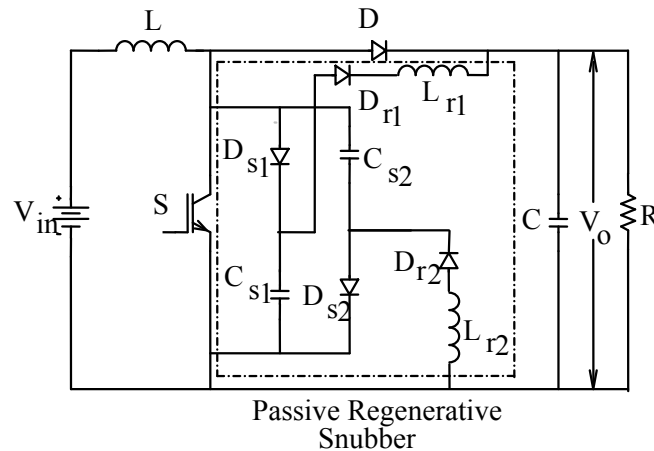 L
D
D r1
L r1
D s1
C s2
V in
S
C s1
D s2
D r2
L r2
C
V o
R
Passive Regenerative
Snubber